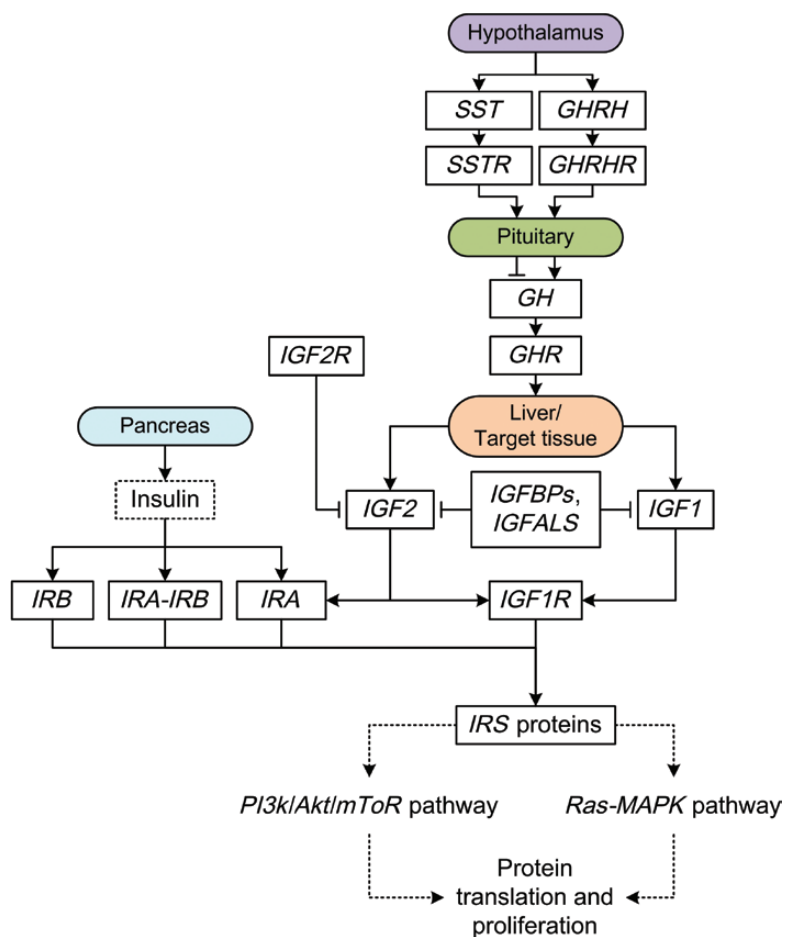 Hypothalamus
SST
GHRH
SSTR
GHRHR
Pituitary
GH
IGF2R
GHR
Pancreas
Liver/
Target tissue
Insulin
IGF2
IGFBPs,
IGFALS
IGF1
IRB
IRA-IRB
IRA
IGF1R
IRS proteins
PI3k/Akt/mToR pathway
Ras-MAPK pathway
Protein
translation and
proliferation